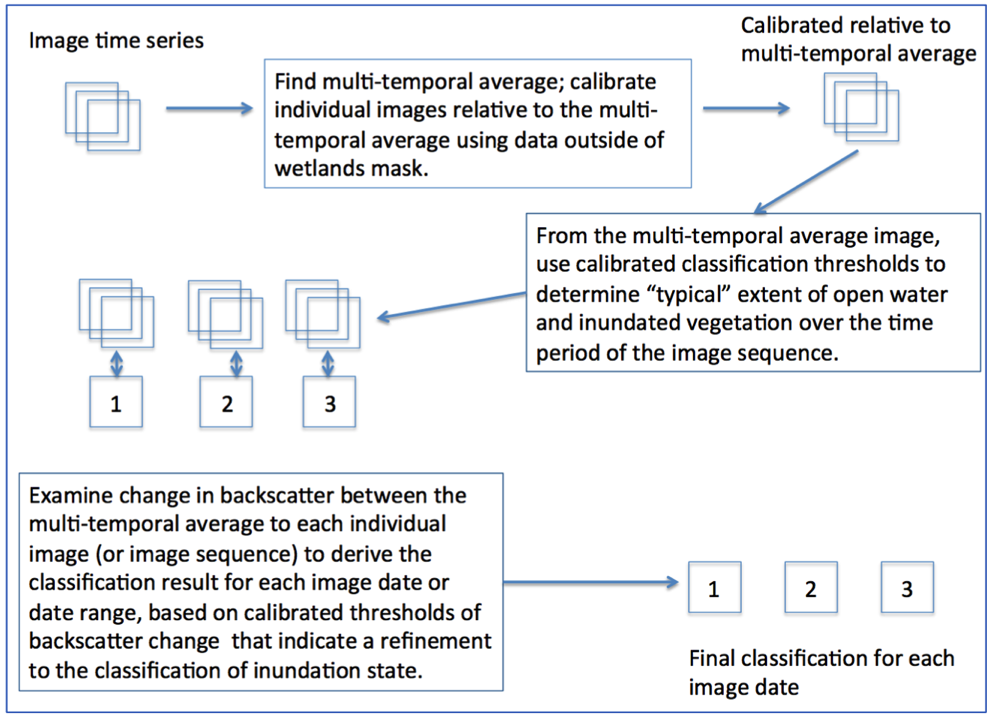 Image time series
Calibrated relative to
multi-temporal average
Find multi-temporal average; calibrate
individual images relative to the multi-
temporal average using data outside of
wetlands mask.
From the multi-temporal average image,
use calibrated classification thresholds to
determine “typical” extent of open water
and inundated vegetation over the time
period of the image sequence.
1
2
3
Examine change in backscatter between the
multi-temporal average to each individual
image (or image sequence) to derive the
classification result for each image date or
date range, based on calibrated thresholds of
backscatter change  that indicate a refinement
to the classification of inundation state.
1
2
3
Final classification for each
image date